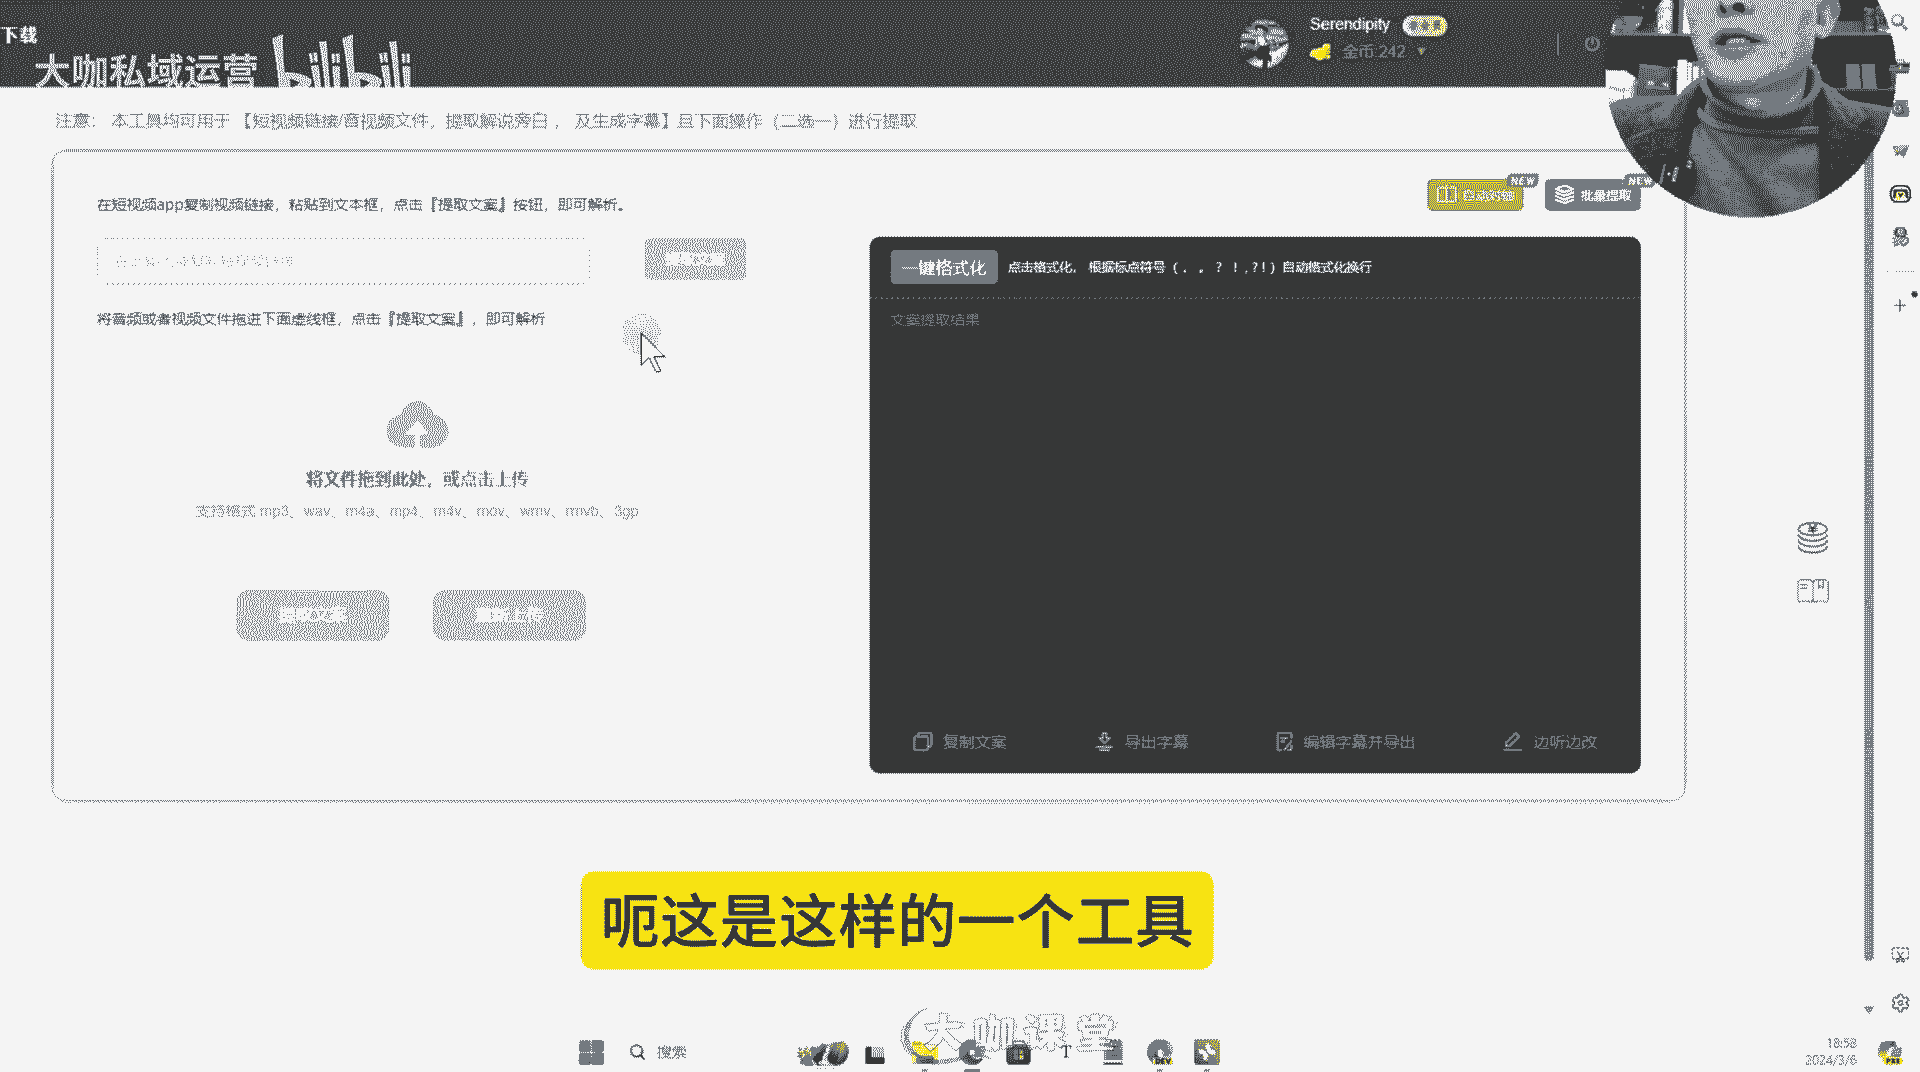 下载
大咖私域运营 bilibili
Serendipity
金币:242
注意： 本工具均可用于 【短视频链接/音视频文件，提取解说旁白 ， 及生成字幕】且下面操作（二选一）进行提取
在短视频app复制视频链接，粘贴到文本框，点击『提取文案』按钮，即可解析。
NEW
NEW
批量提取
一键格式化
点击格式化， 根据标点符号（. , ? ! ,?!）自动格式化换行
将音频或者视频文件拖进下面虚线框，点击『提取文案』，即可解析
文案提取结果
将文件拖到此处，或点击上传
支持格式 mp3、wav、m4a、mp4、m4v、mov、wmv、rmvb、3gp
提取文案
重新上传
复制文案
导出字幕
编辑字幕并导出
边听边改
呃这是这样的一个工具
大咖课堂
搜索
18:58
2024/3/6